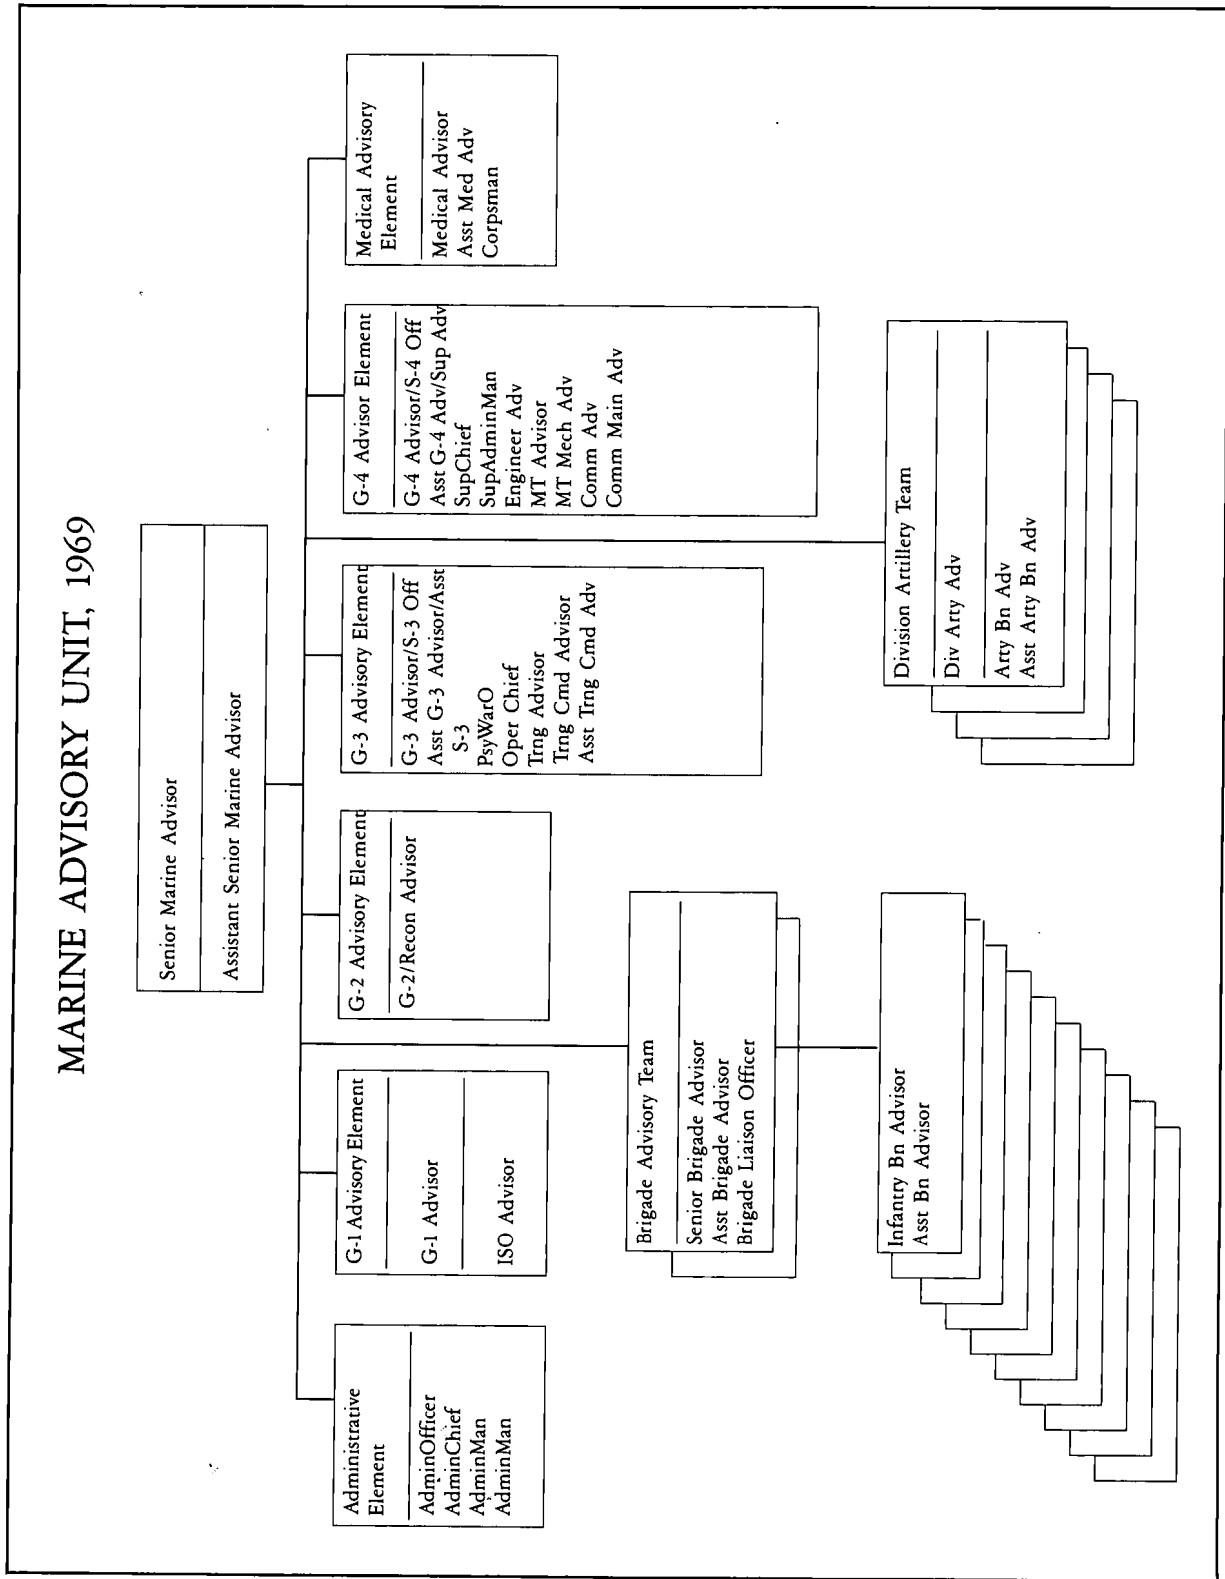 MARINE ADVISORY UNIT, 1969
Senior Marine Advisor
Assistant Senior Marine Advisor
Administrative
Element
AdminOfficer
AdminChief
AdminMan
AdminMan
G-1 Advisory Element
G-1 Advisor
ISO Advisor
G-2 Advisory Element
G-2/Recon Advisor
G-3 Advisory Element
G-3 Advisor/S-3 Off
Asst G-3 Advisor/Asst
S-3
PsyWarO
Oper Chief
Trng Advisor
Trng Cmd Advisor
Asst Trng Cmd Adv
G-4 Advisor Element
G-4 Advisor/S-4 Off
Asst G-4 Adv/Sup Adv
SupChief
SupAdminMan
Engineer Adv
MT Advisor
MT Mech Adv
Comm Adv
Comm Main Adv
Medical Advisory
Element
Medical Advisor
Asst Med Adv
Corpsman
Brigade Advisory Team
Senior Brigade Advisor
Asst Brigade Advisor
Brigade Liaison Officer
Division Artillery Team
Div Arty Adv
Arty Bn Adv
Asst Arty Bn Adv
Infantry Bn Advisor
Asst Bn Advisor